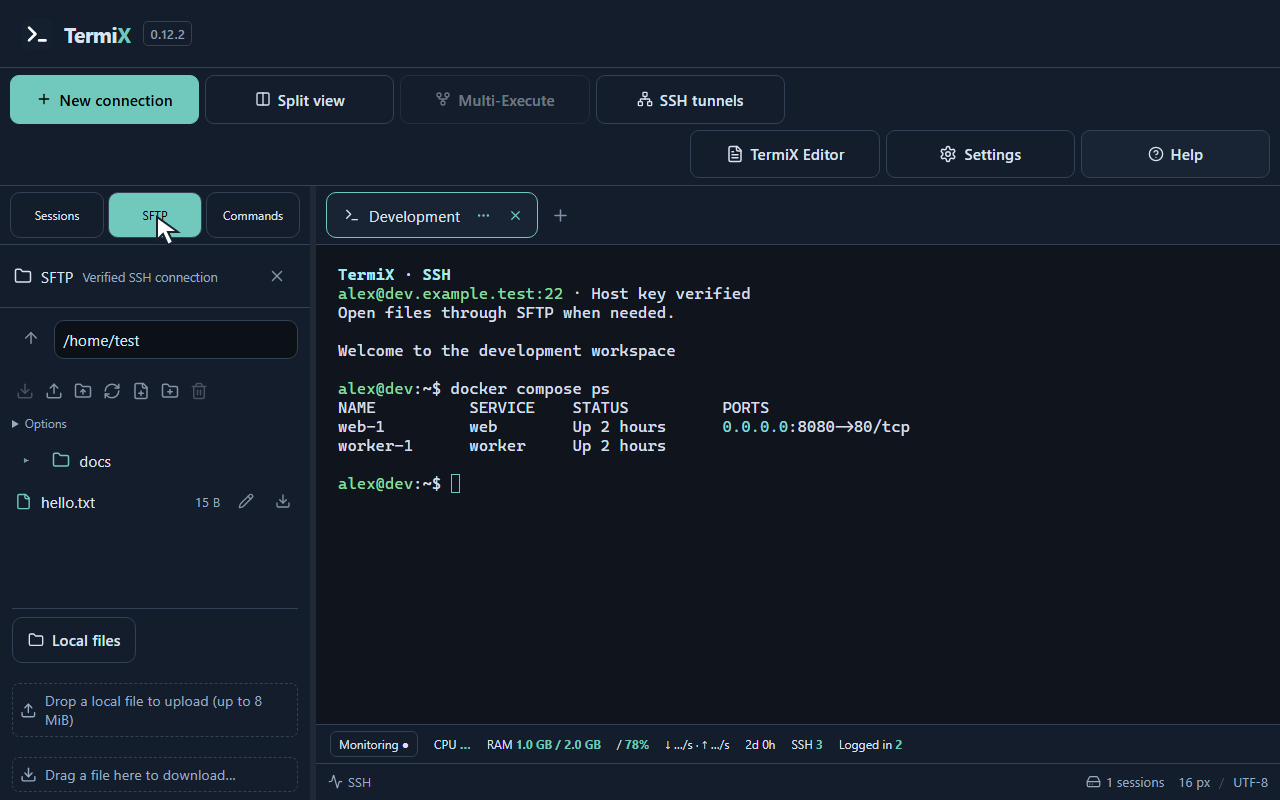 TermiX 0.12.2
+ New connection Split view Multi-Execute SSH tunnels
TermiX Editor Settings Help
Sessions SFTP Commands
SFTP Verified SSH connection
/home/test
Options
docs
hello.txt 15 B
Local files
Drop a local file to upload (up to 8
MiB)
Drag a file here to download...
Development ··· × +
TermiX · SSH
alex@dev.example.test:22 · Host key verified
Open files through SFTP when needed.
Welcome to the development workspace
alex@dev:~$ docker compose ps
NAME SERVICE STATUS PORTS
web-1 web Up 2 hours 0.0.0.0:8080->80/tcp
worker-1 worker Up 2 hours
alex@dev:~$
Monitoring ● CPU ... RAM 1.0 GB / 2.0 GB / 78% ↓ .../s · ↑ .../s 2d 0h SSH 3 Logged in 2
SSH 1 sessions 16 px / UTF-8